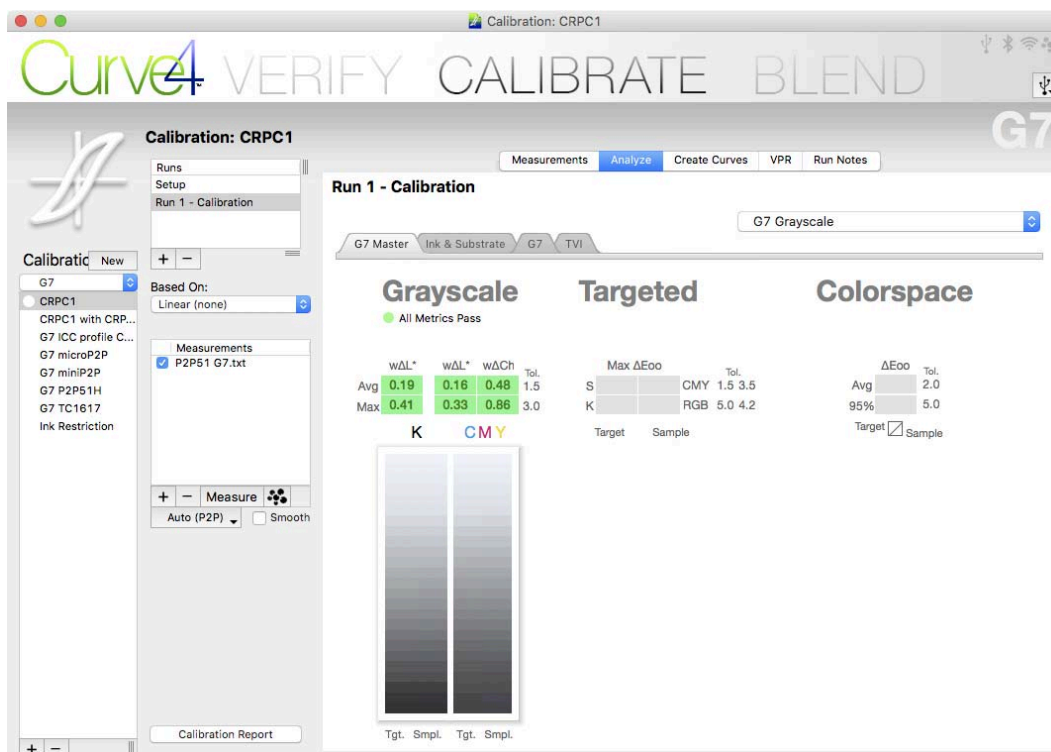 Calibration: CRPC1
Curve4 VERIFY CALIBRATE BLEND
G7
Calibration: CRPC1
Runs
Setup
Run 1 - Calibration
+ −
Based On:
Linear (none)
Measurements
P2P51 G7.txt
+ − Measure
Auto (P2P) Smooth
Calibration Report
Calibratic New
G7
CRPC1
CRPC1 with CRP...
G7 ICC profile C...
G7 microP2P
G7 miniP2P
G7 P2P51H
G7 TC1617
Ink Restriction
+ −
Measurements Analyze Create Curves VPR Run Notes
Run 1 - Calibration
G7 Grayscale
G7 Master Ink & Substrate G7 TVI
Grayscale Targeted Colorspace
All Metrics Pass
wΔL* wΔL* wΔCh Tol.
Avg 0.19 0.16 0.48 1.5
Max 0.41 0.33 0.86 3.0
K CMY
Tgt. Smpl. Tgt. Smpl.
Max ΔEoo Tol.
S CMY 1.5 3.5
K RGB 5.0 4.2
Target Sample
ΔEoo Tol.
Avg 2.0
95% 5.0
Target Sample